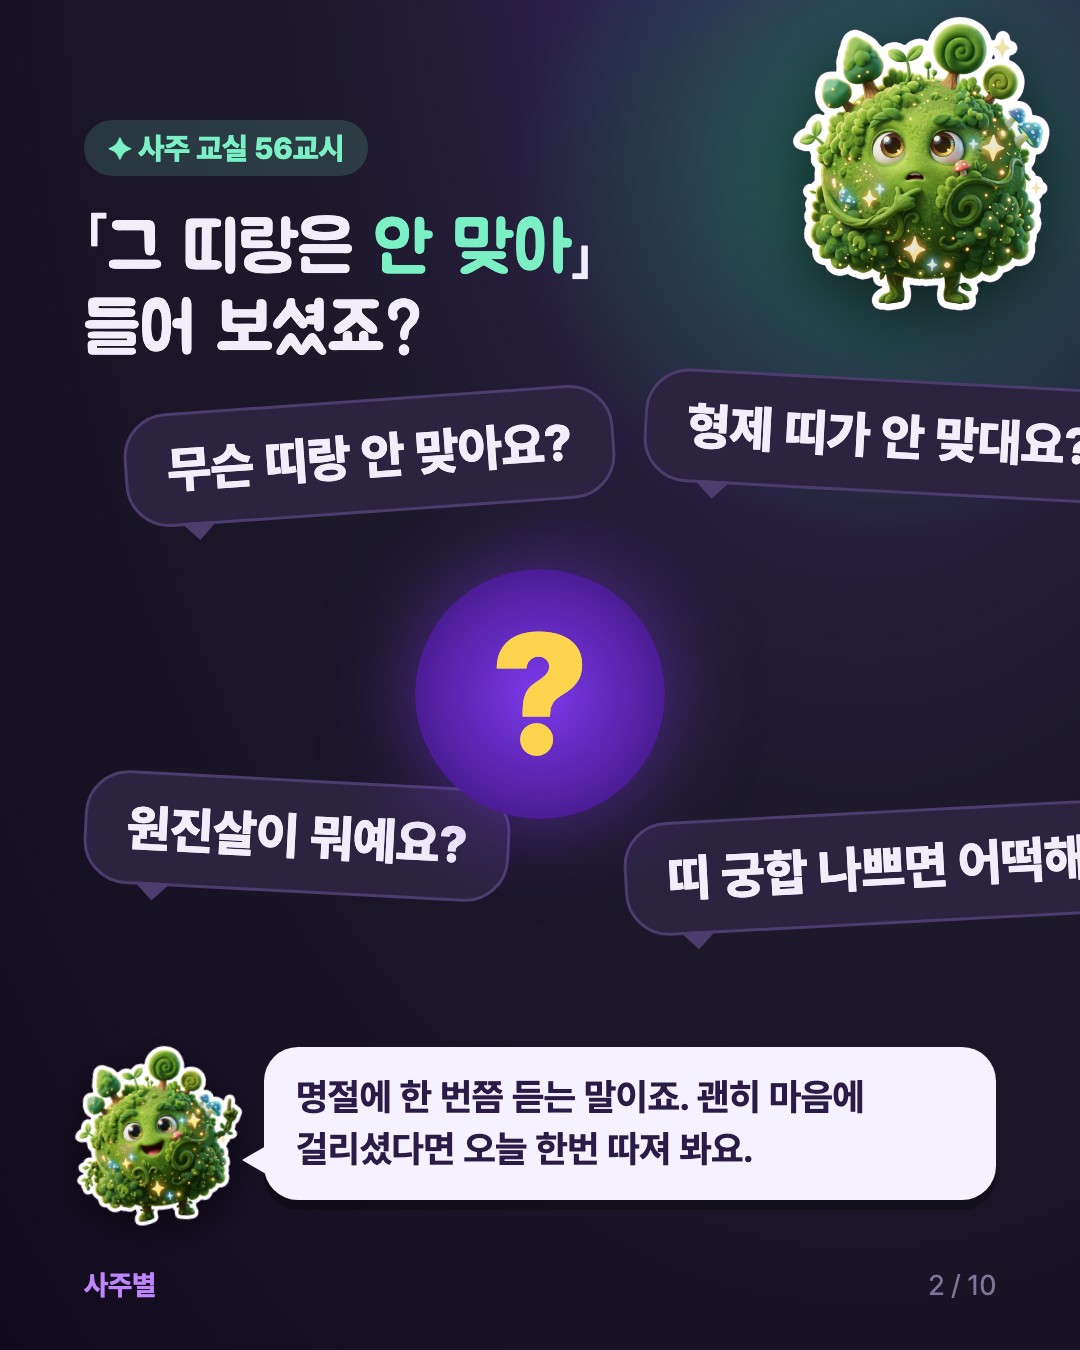 ✦ 사주 교실 56교시
「그 띠랑은 안 맞아」
들어 보셨죠?
무슨 띠랑 안 맞아요?
형제 띠가 안 맞대요?
?
원진살이 뭐예요?
띠 궁합 나쁘면 어떡해
명절에 한 번쯤 듣는 말이죠. 괜히 마음에
걸리셨다면 오늘 한번 따져 봐요.
사주별
2 / 10